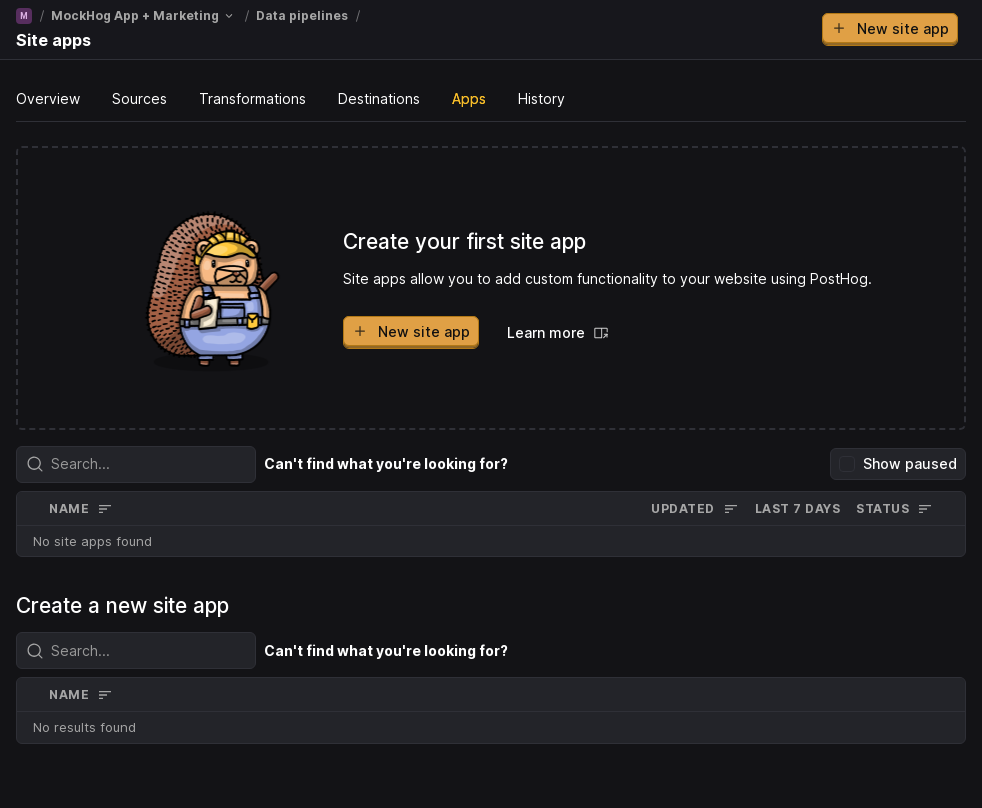 M / MockHog App + Marketing / Data pipelines /
Site apps
New site app
Overview Sources Transformations Destinations Apps History
Create your first site app
Site apps allow you to add custom functionality to your website using PostHog.
New site app Learn more
Search... Can't find what you're looking for? Show paused
NAME UPDATED LAST 7 DAYS STATUS
No site apps found
Create a new site app
Search... Can't find what you're looking for?
NAME
No results found